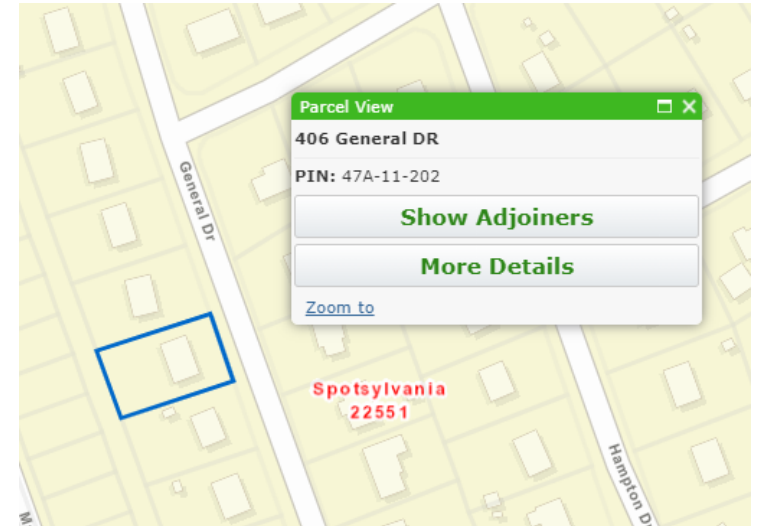 Parcel View
406 General DR
PIN: 47A-11-202
Show Adjoiners
More Details
Zoom to
General Dr
Spotsylvania
22551
Hampton D
M